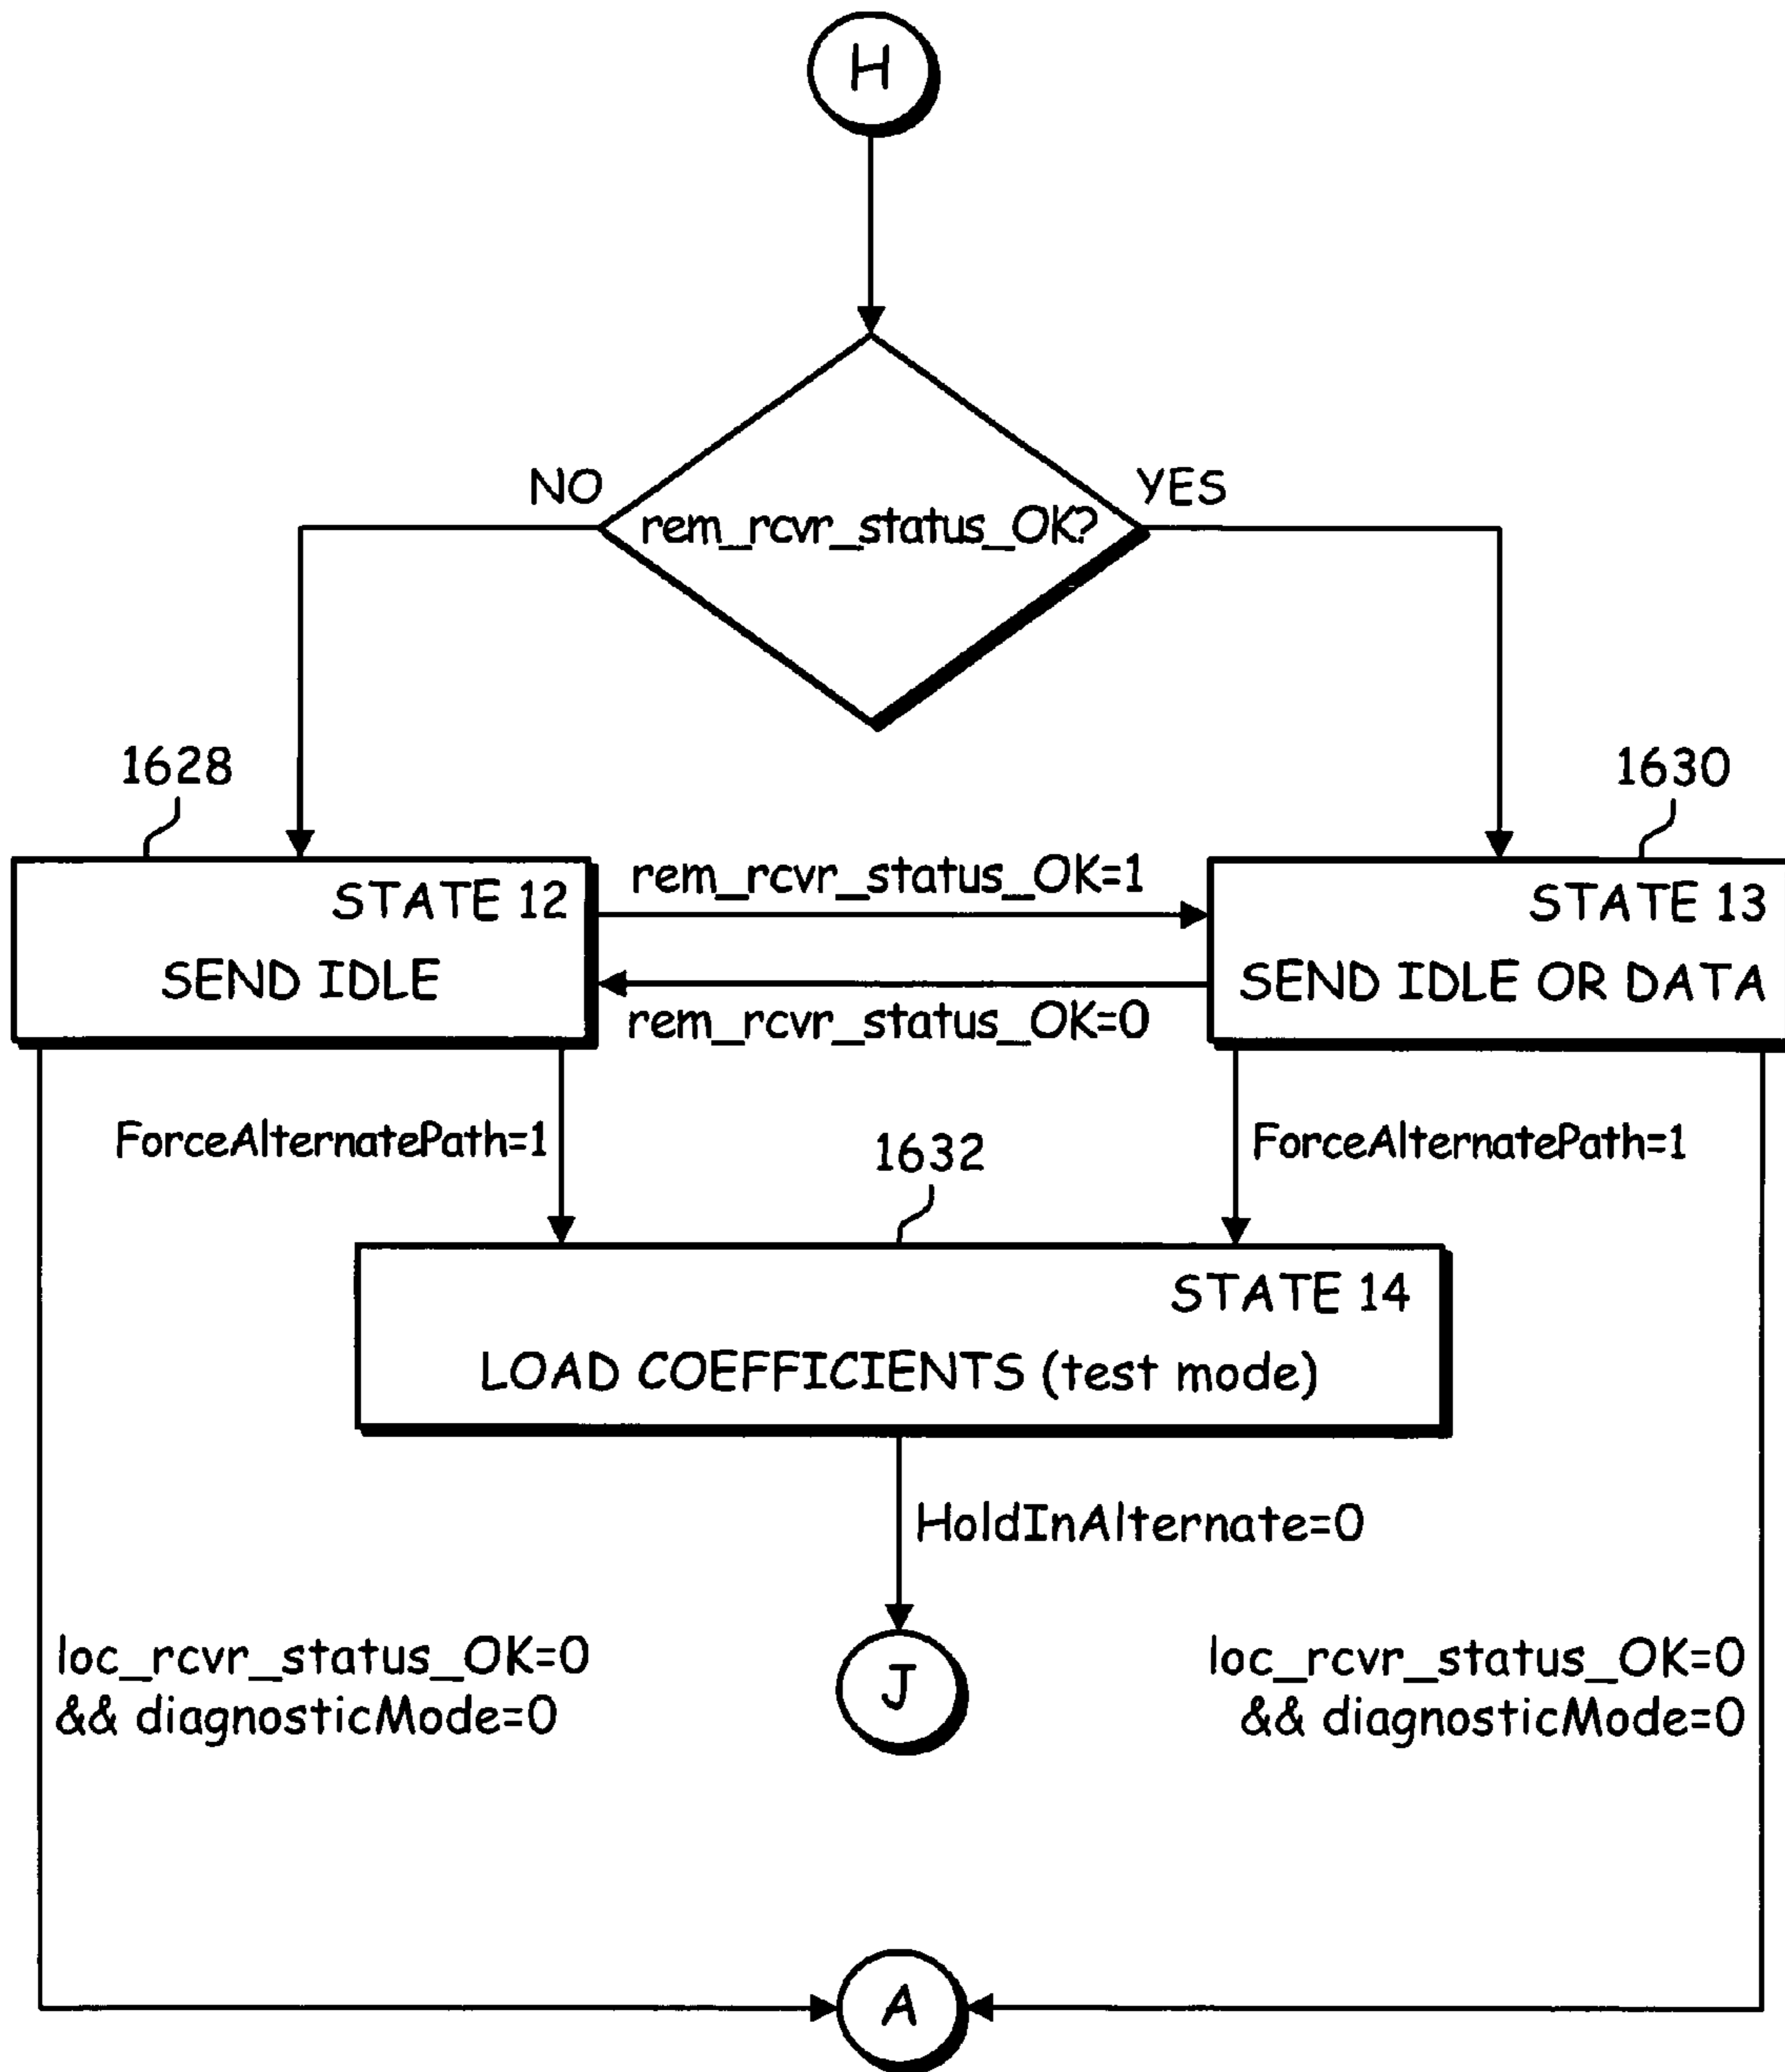 H
NO
YES
rem_rcvr_status_OK?
1628
1630
STATE 12
SEND IDLE
rem_rcvr_status_OK=1
rem_rcvr_status_OK=0
STATE 13
SEND IDLE OR DATA
ForceAlternatePath=1
1632
ForceAlternatePath=1
STATE 14
LOAD COEFFICIENTS (test mode)
HoldInAlternate=0
loc_rcvr_status_OK=0
&& diagnosticMode=0
J
loc_rcvr_status_OK=0
&& diagnosticMode=0
A